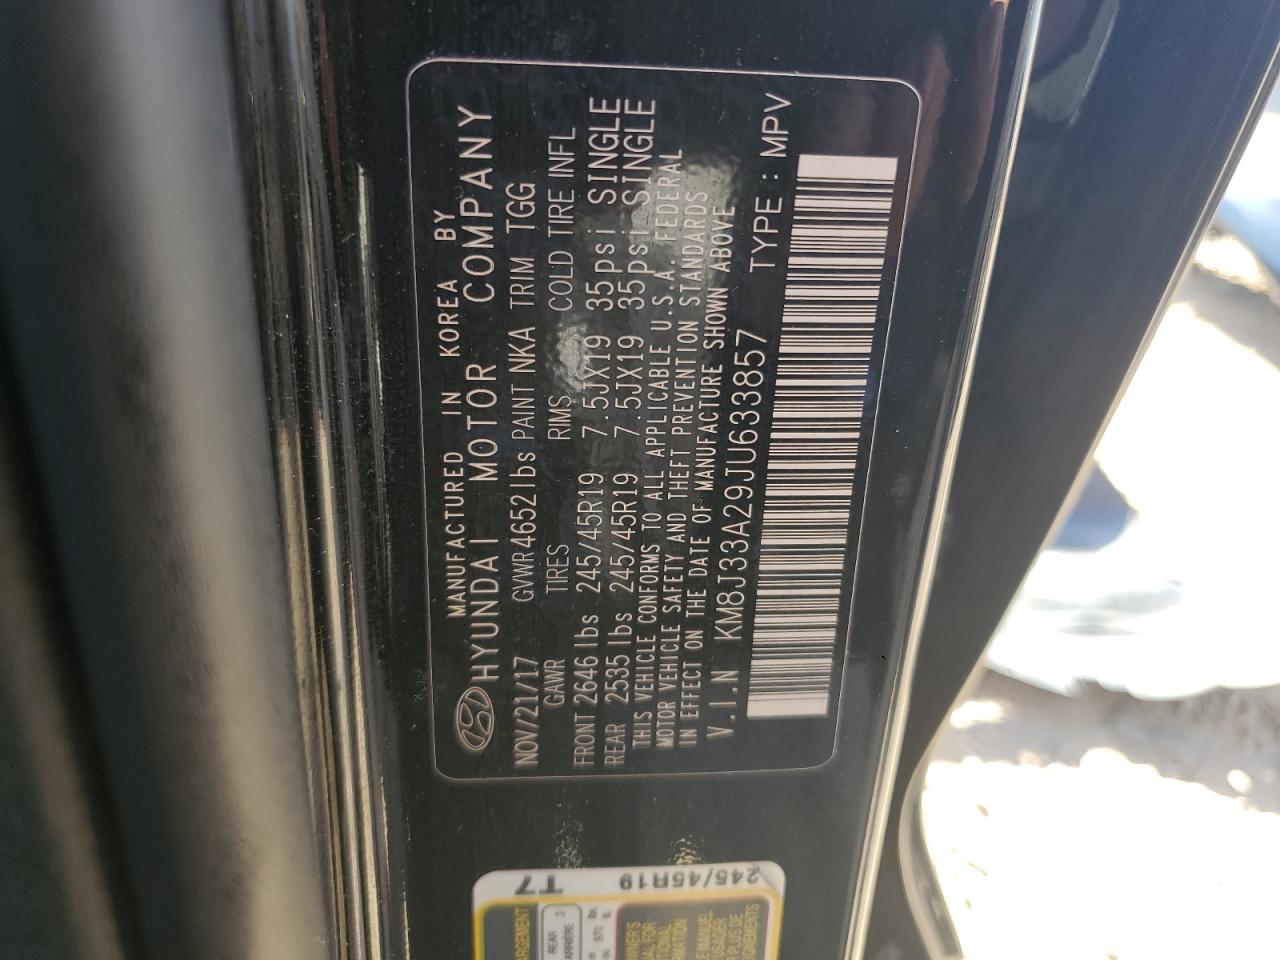 MANUFACTURED IN KOREA BY
HYUNDAI MOTOR COMPANY
NOV/21/17 GVWR 4652 lbs PAINT NKA TRIM TGG
GAWR TIRES RIMS COLD TIRE INFL
FRONT 2646 lbs 245/45R19 7.5JX19 35psi SINGLE
REAR 2535 lbs 245/45R19 7.5JX19 35psi SINGLE
THIS VEHICLE CONFORMS TO ALL APPLICABLE U.S.A. FEDERAL
MOTOR VEHICLE SAFETY AND THEFT PREVENTION STANDARDS
IN EFFECT ON THE DATE OF MANUFACTURE SHOWN ABOVE
V.I.N KM8J33A29JU633857 TYPE : MPV
T7
245/45R19
REAR 3
970